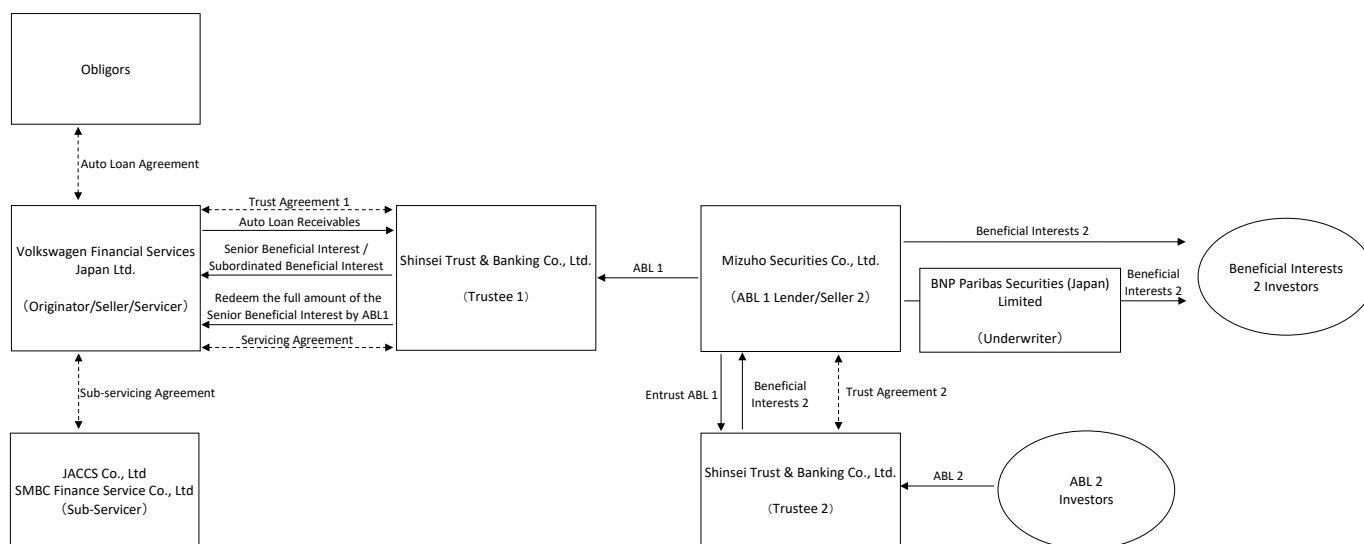 Obligors
Auto Loan Agreement
Volkswagen Financial Services
Japan Ltd.
（Originator/Seller/Servicer）
Trust Agreement 1
Auto Loan Receivables
Senior Beneficial Interest /
Subordinated Beneficial Interest
Redeem the full amount of the
Senior Beneficial Interest by ABL1
Servicing Agreement
Shinsei Trust & Banking Co., Ltd.
（Trustee 1）
ABL 1
Mizuho Securities Co., Ltd.
（ABL 1 Lender/Seller 2）
Beneficial Interests 2
BNP Paribas Securities (Japan)
Limited
（Underwriter）
Beneficial
Interests 2
Beneficial Interests
2 Investors
Sub-servicing Agreement
Entrust ABL 1
Beneficial
Interests 2
Trust Agreement 2
JACCS Co., Ltd
SMBC Finance Service Co., Ltd
（Sub-Servicer）
Shinsei Trust & Banking Co., Ltd.
（Trustee 2）
ABL 2
ABL 2
Investors